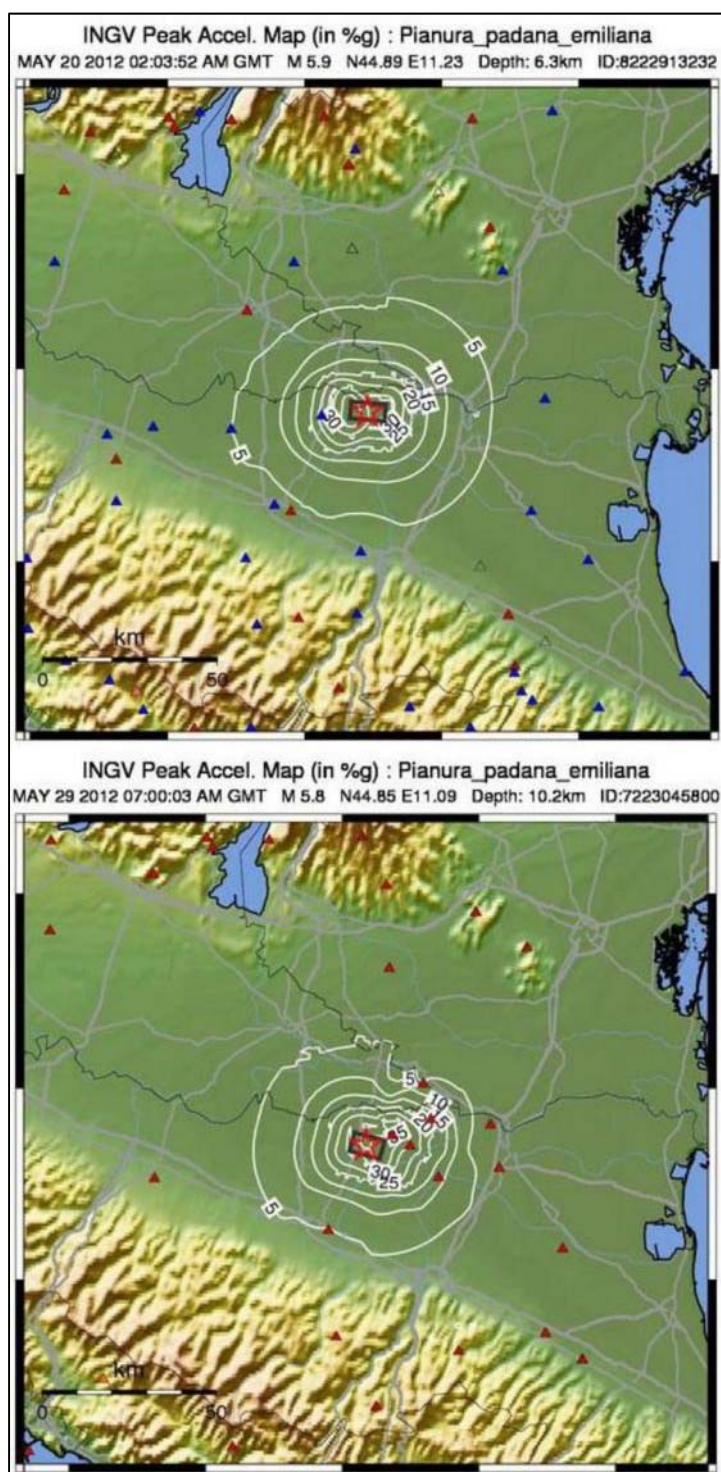 INGV Peak Accel. Map (in %g) : Pianura_padana_emiliana
MAY 20 2012 02:03:52 AM GMT M 5.9 N44.89 E11.23 Depth: 6.3km ID:8222913232
5
10
15
20
30
25
5
km
0 50
INGV Peak Accel. Map (in %g) : Pianura_padana_emiliana
MAY 29 2012 07:00:03 AM GMT M 5.8 N44.85 E11.09 Depth: 10.2km ID:7223045800
5
10
15
20
30
25
5
km
0 50